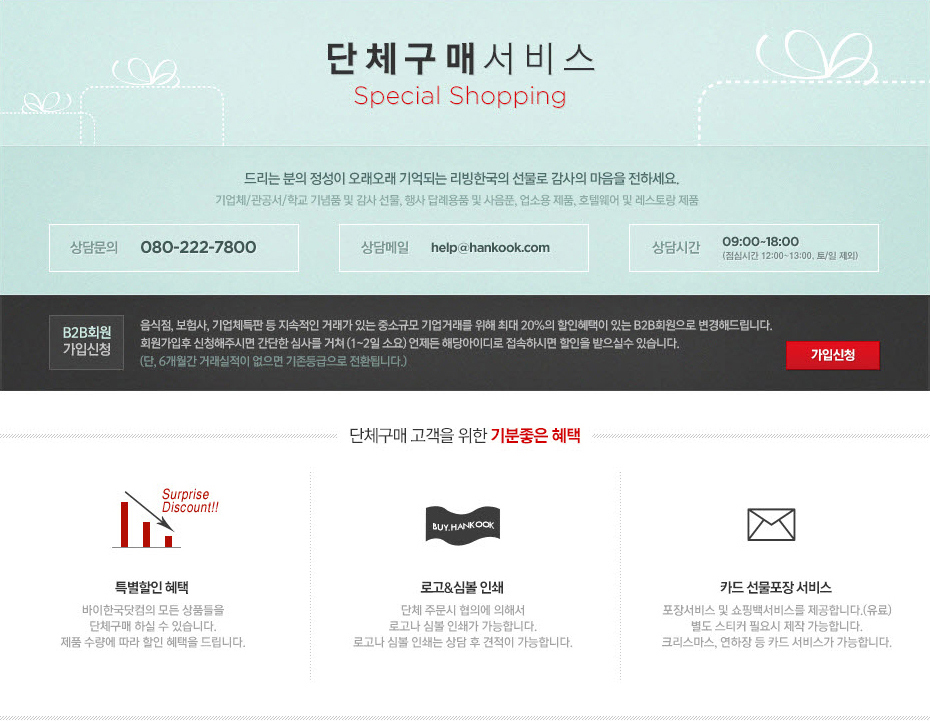 단체구매서비스
Special Shopping
드리는 분의 정성이 오래오래 기억되는 리빙한국의 선물로 감사의 마음을 전하세요.
기업체/관공서/학교 기념품 및 감사 선물, 행사 답례용품 및 사은품, 업소용 제품, 호텔웨어 및 레스토랑 제품
상담문의 080-222-7800
상담메일 help@hankook.com
상담시간 09:00~18:00
(점심시간 12:00~13:00, 토/일 제외)
B2B회원
가입신청
음식점, 보험사, 기업체특판 등 지속적인 거래가 있는 중소규모 기업거래를 위해 최대 20%의 할인혜택이 있는 B2B회원으로 변경해드립니다.
회원가입후 신청해주시면 간단한 심사를 거쳐 (1~2일 소요) 언제든 해당아이디로 접속하시면 할인을 받으실수 있습니다.
(단, 6개월간 거래실적이 없으면 기존등급으로 전환됩니다.)
가입신청
단체구매 고객을 위한 기분좋은 혜택
Surprise
Discount!!
특별할인 혜택
바이한국닷컴의 모든 상품들을
단체구매 하실 수 있습니다.
제품 수량에 따라 할인 혜택을 드립니다.
BUY.HANKOOK
로고&심볼 인쇄
단체 주문시 협의에 의해서
로고나 심볼 인쇄가 가능합니다.
로고나 심볼 인쇄는 상담 후 견적이 가능합니다.
카드 선물포장 서비스
포장서비스 및 쇼핑백서비스를 제공합니다.(유료)
별도 스티커 필요시 제작 가능합니다.
크리스마스, 연하장 등 카드 서비스가 가능합니다.